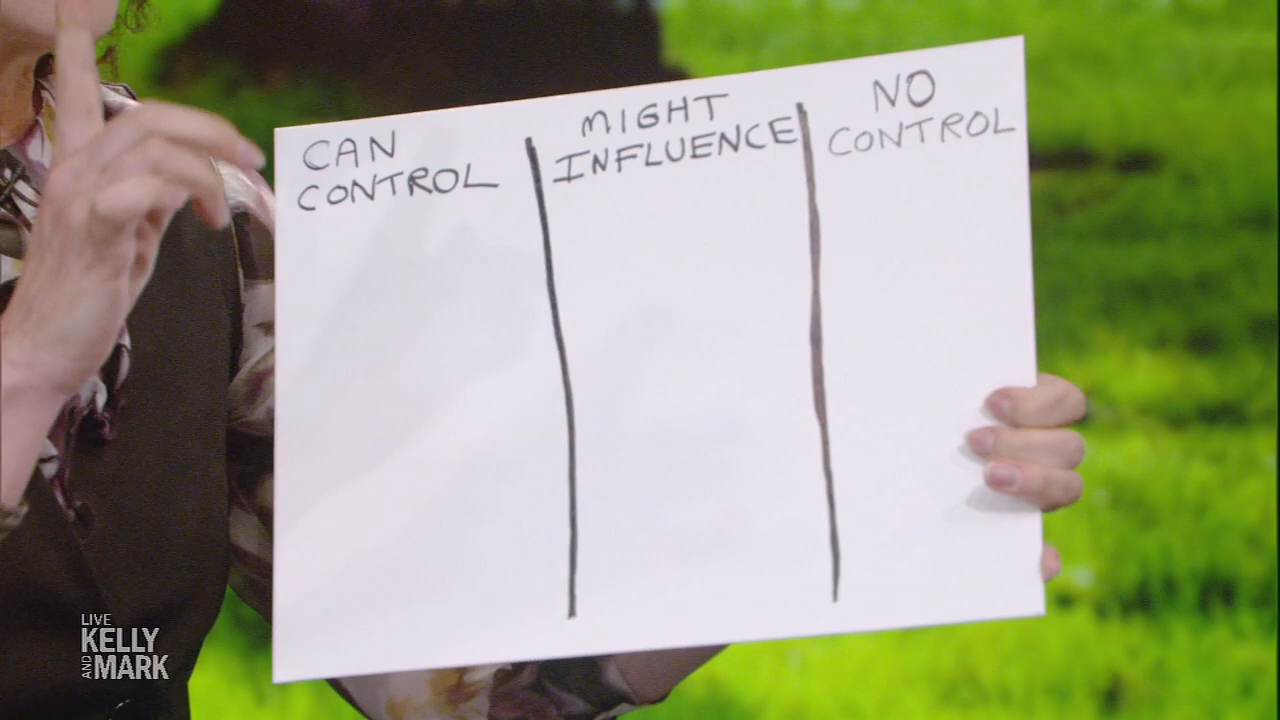 CAN
CONTROL
MIGHT
INFLUENCE
NO
CONTROL
LIVE
KELLY
AND
MARK